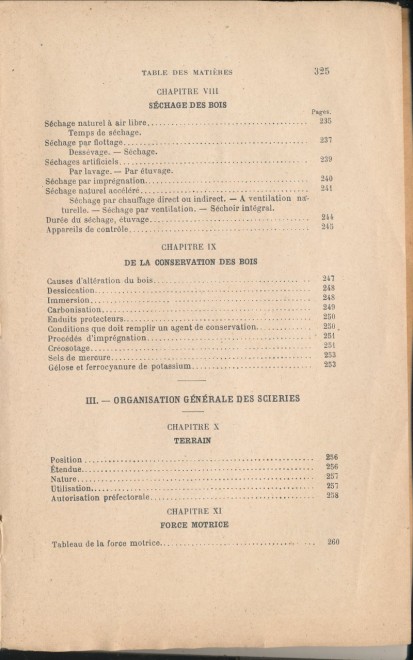 TABLE DES MATIÈRES 325
CHAPITRE VIII
SÉCHAGE DES BOIS
Pages.
Séchage naturel à air libre 235
Temps de séchage.
Séchage par flottage 237
Dessévage. — Séchage.
Séchages artificiels 239
Par lavage. — Par étuvage.
Séchage par imprégnation 240
Séchage naturel accéléré 241
Séchage par chauffage direct ou indirect. — A ventilation na-
turelle. — Séchage par ventilation. — Séchoir intégral.
Durée du séchage, étuvage 244
Appareils de contrôle 245
CHAPITRE IX
DE LA CONSERVATION DES BOIS
Causes d'altération du bois 247
Dessiccation 248
Immersion 248
Carbonisation 249
Enduits protecteurs 250
Conditions que doit remplir un agent de conservation 250
Procédés d'imprégnation 251
Créosotage 251
Sels de mercure 253
Gélose et ferrocyanure de potassium 253
III. — ORGANISATION GÉNÉRALE DES SCIERIES
CHAPITRE X
TERRAIN
Position 256
Étendue 256
Nature 257
Utilisation 257
Autorisation préfectorale 258
CHAPITRE XI
FORCE MOTRICE
Tableau de la force motrice 260